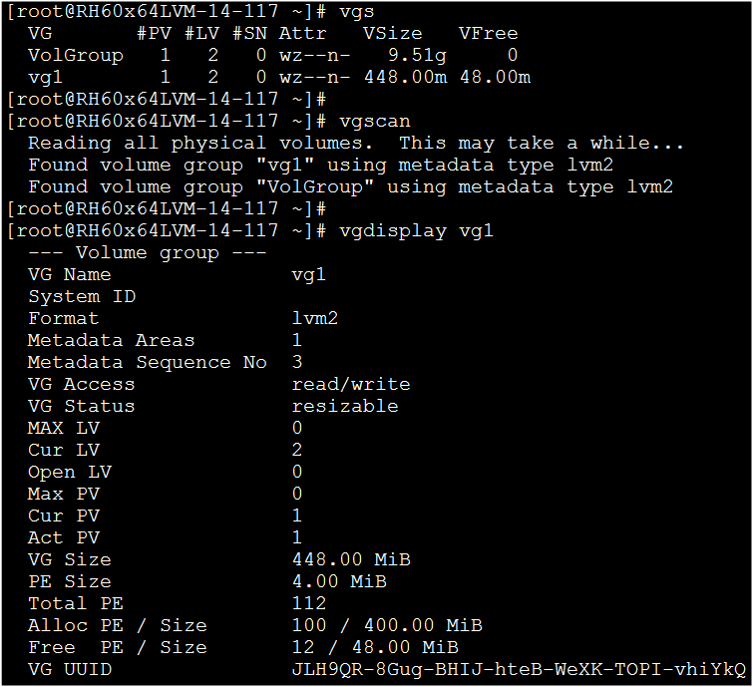 [root@RH60x64LVM-14-117 ~]# vgs
  VG       #PV #LV #SN Attr   VSize   VFree
  VolGroup   1   2   0 wz--n-   9.51g     0
  vg1        1   2   0 wz--n- 448.00m 48.00m
[root@RH60x64LVM-14-117 ~]#
[root@RH60x64LVM-14-117 ~]# vgscan
  Reading all physical volumes.  This may take a while...
  Found volume group "vg1" using metadata type lvm2
  Found volume group "VolGroup" using metadata type lvm2
[root@RH60x64LVM-14-117 ~]#
[root@RH60x64LVM-14-117 ~]# vgdisplay vg1
  --- Volume group ---
  VG Name               vg1
  System ID
  Format                lvm2
  Metadata Areas        1
  Metadata Sequence No  3
  VG Access             read/write
  VG Status             resizable
  MAX LV                0
  Cur LV                2
  Open LV               0
  Max PV                0
  Cur PV                1
  Act PV                1
  VG Size               448.00 MiB
  PE Size               4.00 MiB
  Total PE              112
  Alloc PE / Size       100 / 400.00 MiB
  Free  PE / Size       12 / 48.00 MiB
  VG UUID               JLH9QR-8Gug-BHIJ-hteB-WeXK-TOPI-vhiYkQ